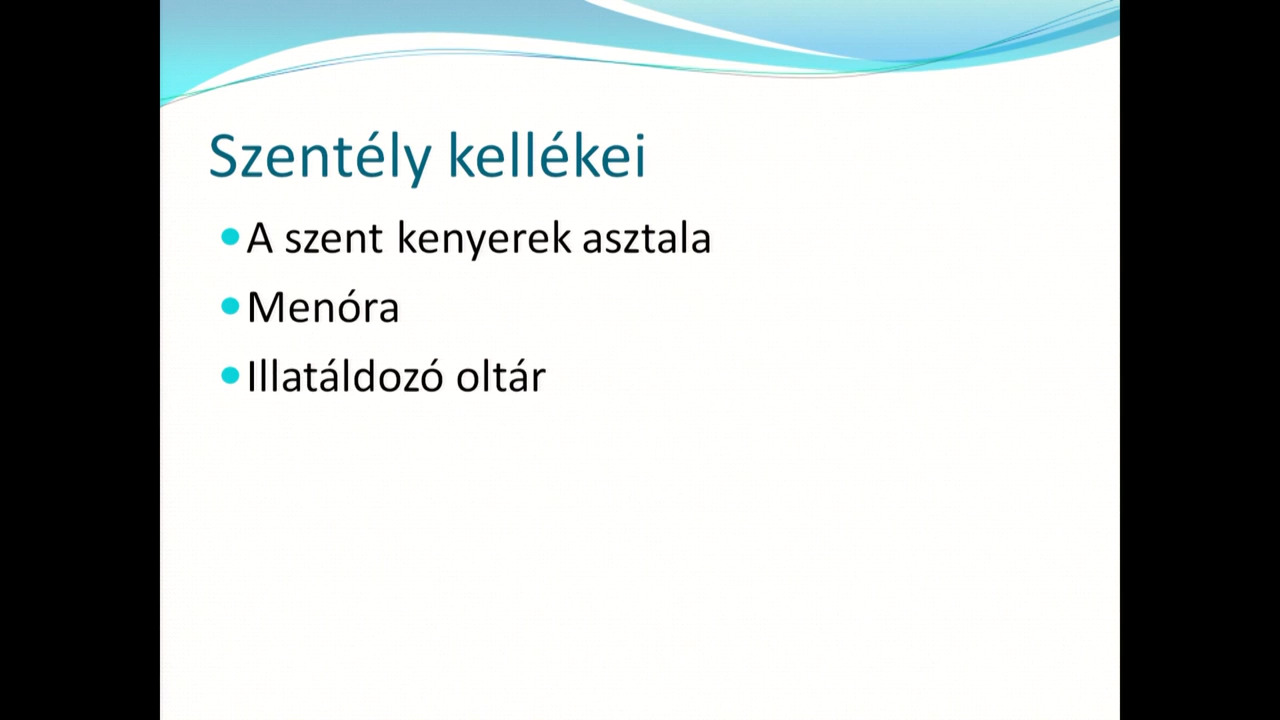 Szentély kellékei
A szent kenyerek asztala
Menóra
Illatáldozó oltár